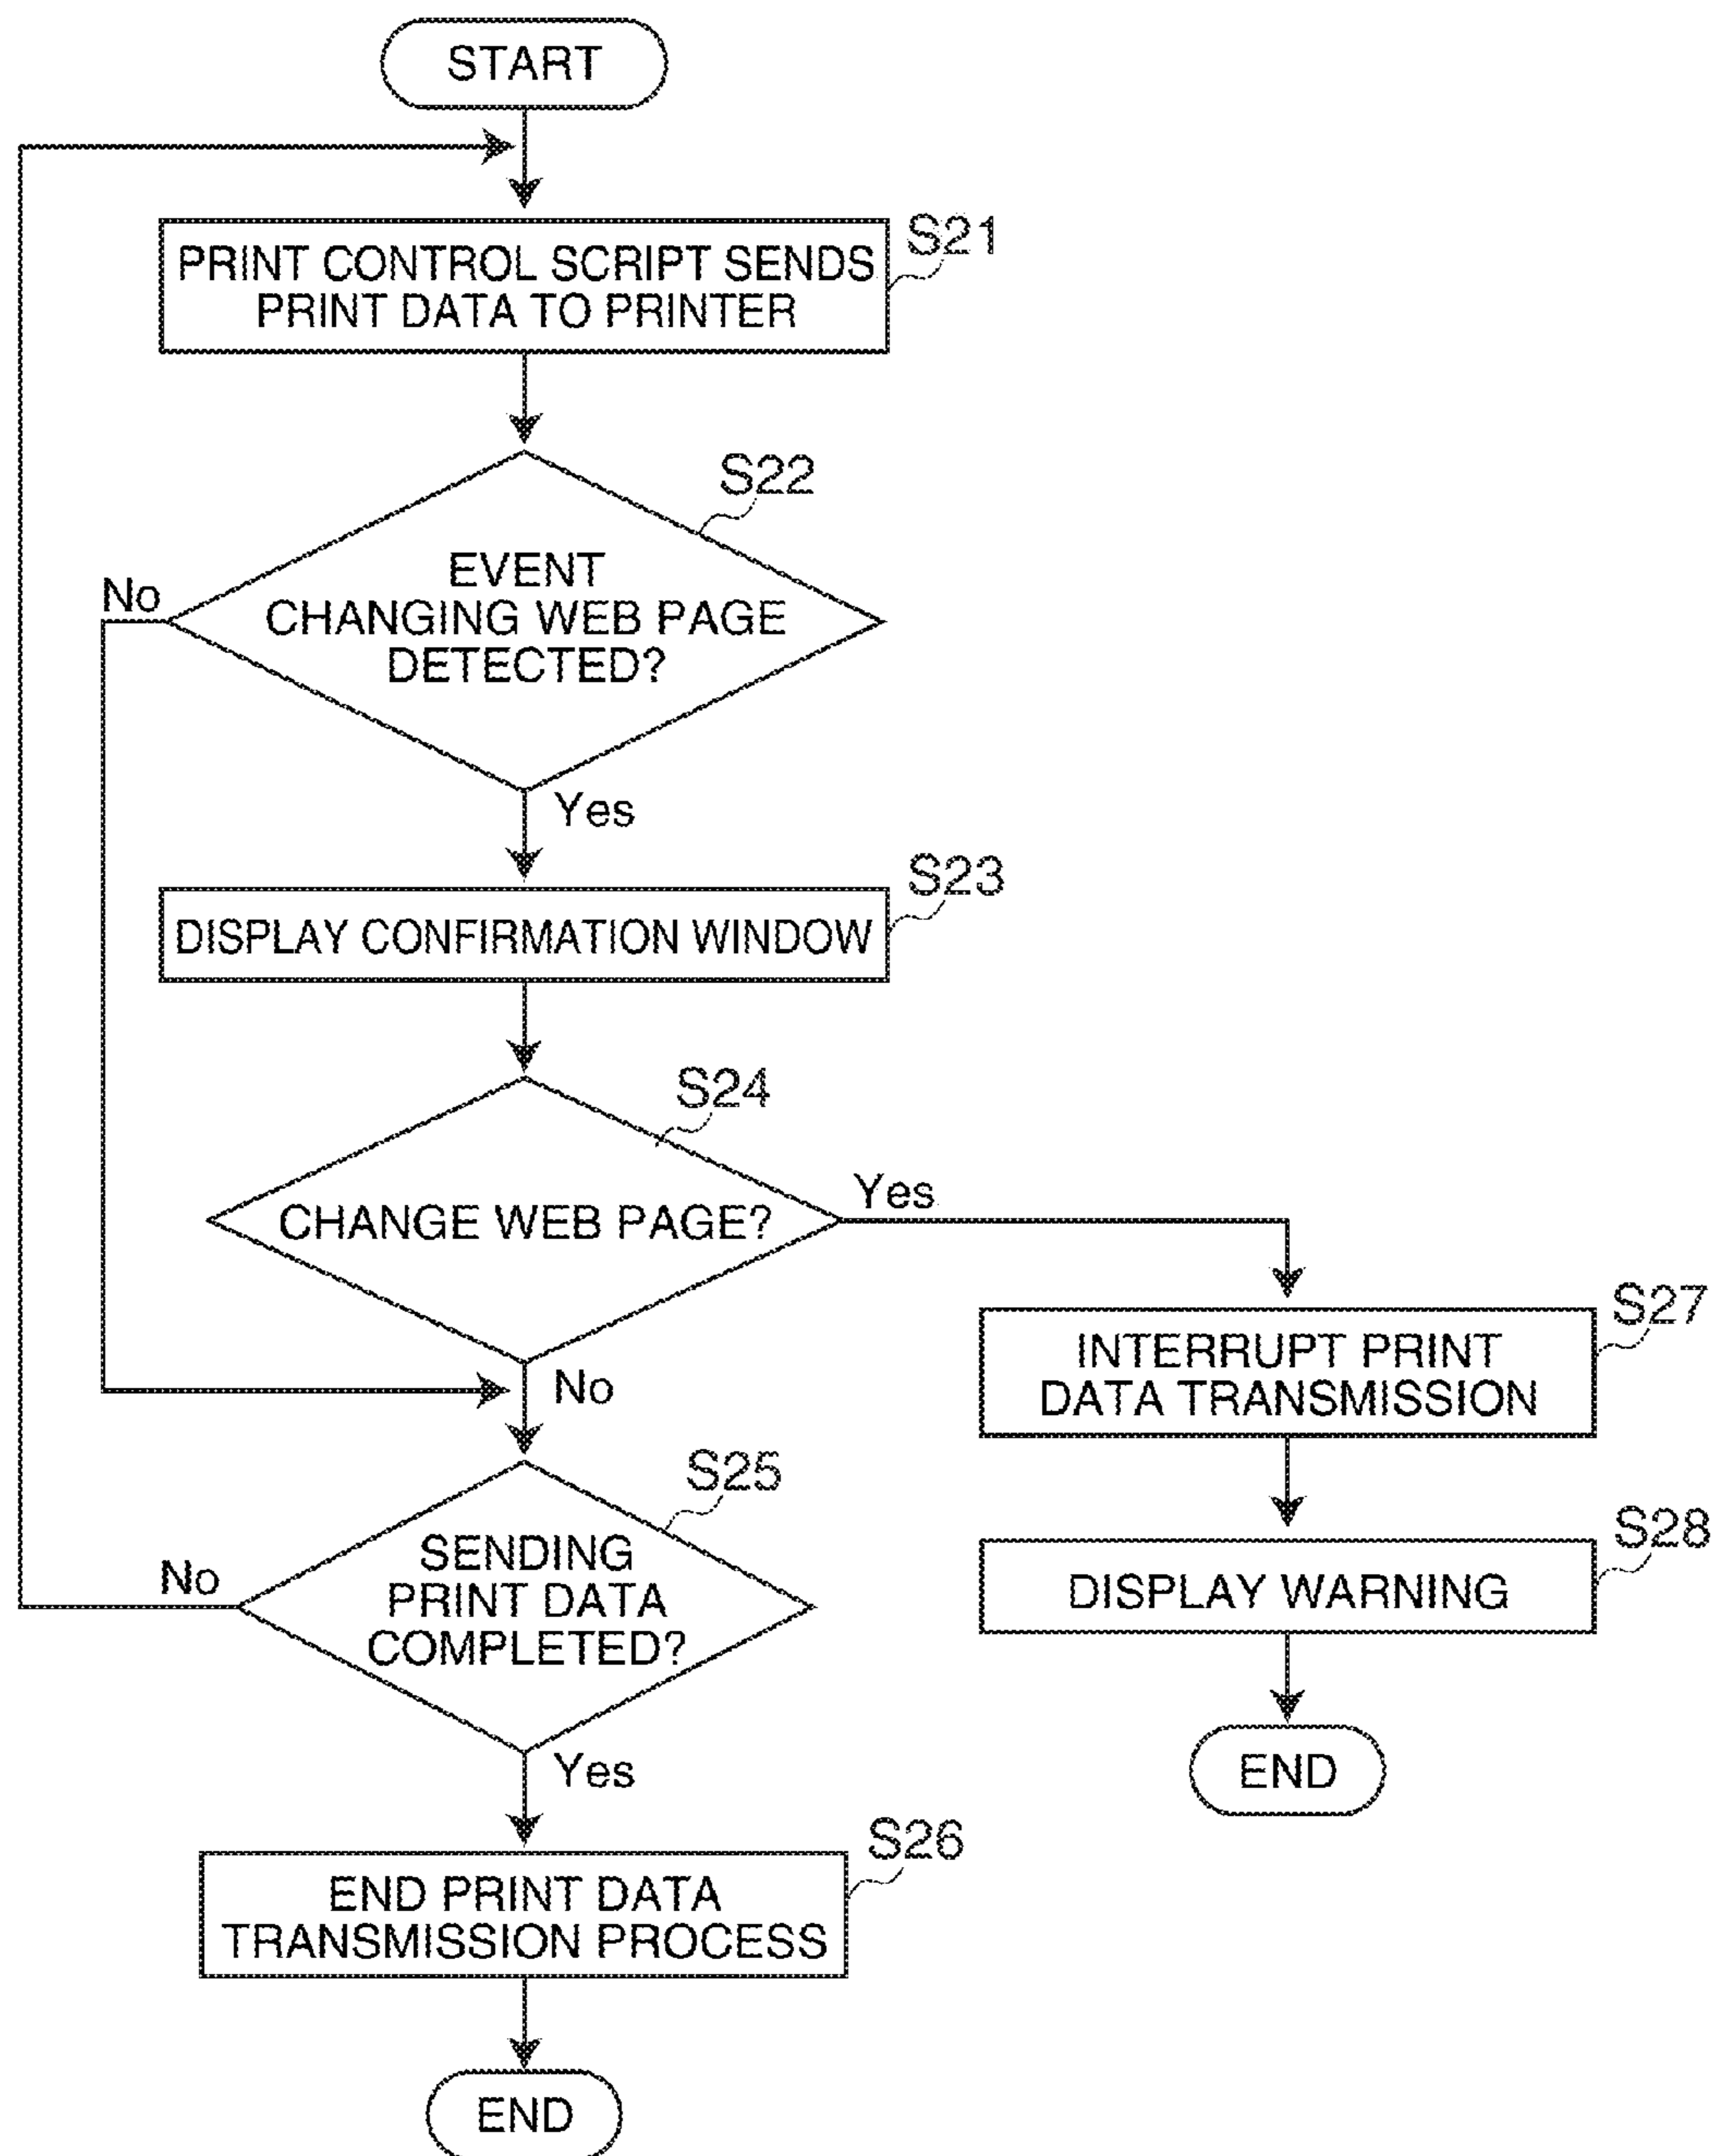 START
S21
PRINT CONTROL SCRIPT SENDS
PRINT DATA TO PRINTER
S22
EVENT
CHANGING WEB PAGE
DETECTED?
No
Yes
S23
DISPLAY CONFIRMATION WINDOW
S24
CHANGE WEB PAGE?
Yes
No
S27
INTERRUPT PRINT
DATA TRANSMISSION
S25
SENDING
PRINT DATA
COMPLETED?
No
Yes
S28
DISPLAY WARNING
END
S26
END PRINT DATA
TRANSMISSION PROCESS
END